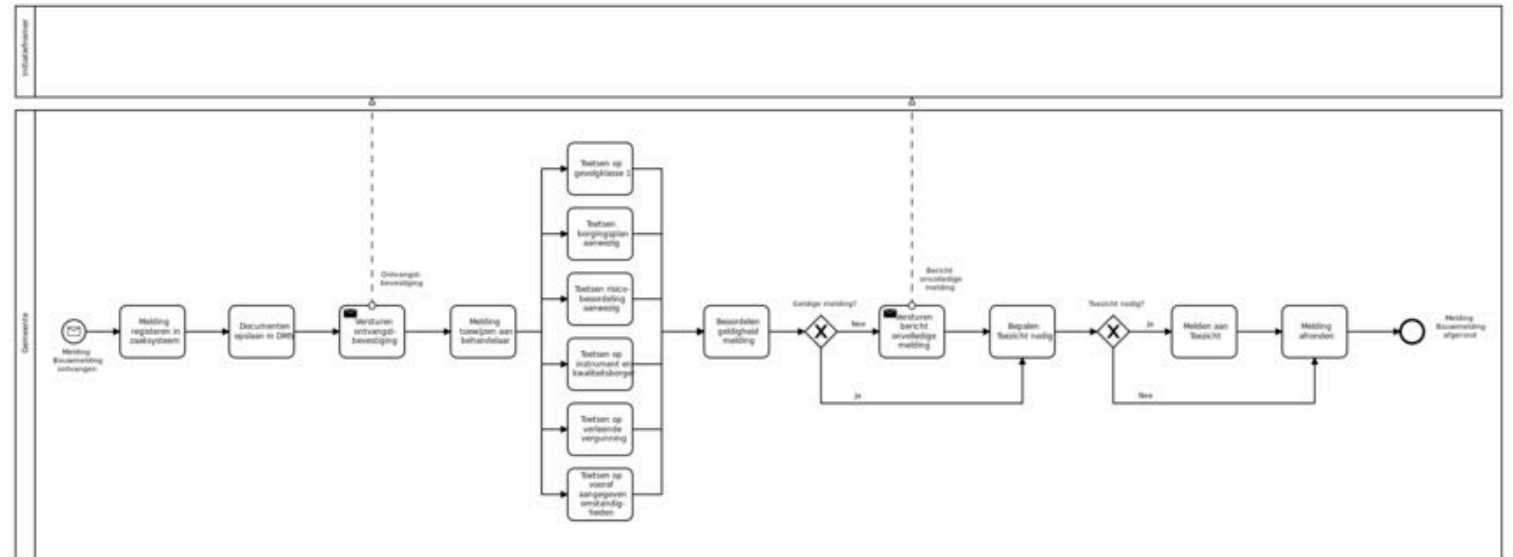 Initiatiefnemer
Gemeente
Melding
Bouwmelding
ontvangen
Melding
registeren in
zaaksysteem
Documenten
opslaan in DMS
Ontvangst-
bevestiging
Versturen
ontvangst-
bevestiging
Melding
toewijzen aan
behandelaar
Toetsen op
gevolgklasse 1
Toetsen
borgingsplan
aanwezig
Toetsen risico-
beoordeling
aanwezig
Toetsen op
instrument en
kwaliteitsborger
Toetsen op
verleende
vergunning
Toetsen op
vooraf
aangegeven
omstandig-
heden
Beoordelen
geldigheid
melding
Geldige melding?
Nee
Ja
Bericht
onvolledige
melding
Versturen
bericht
onvolledige
melding
Bepalen
Toezicht nodig
Toezicht nodig?
Ja
Nee
Melden aan
Toezicht
Melding
afronden
Melding
Bouwmelding
afgerond